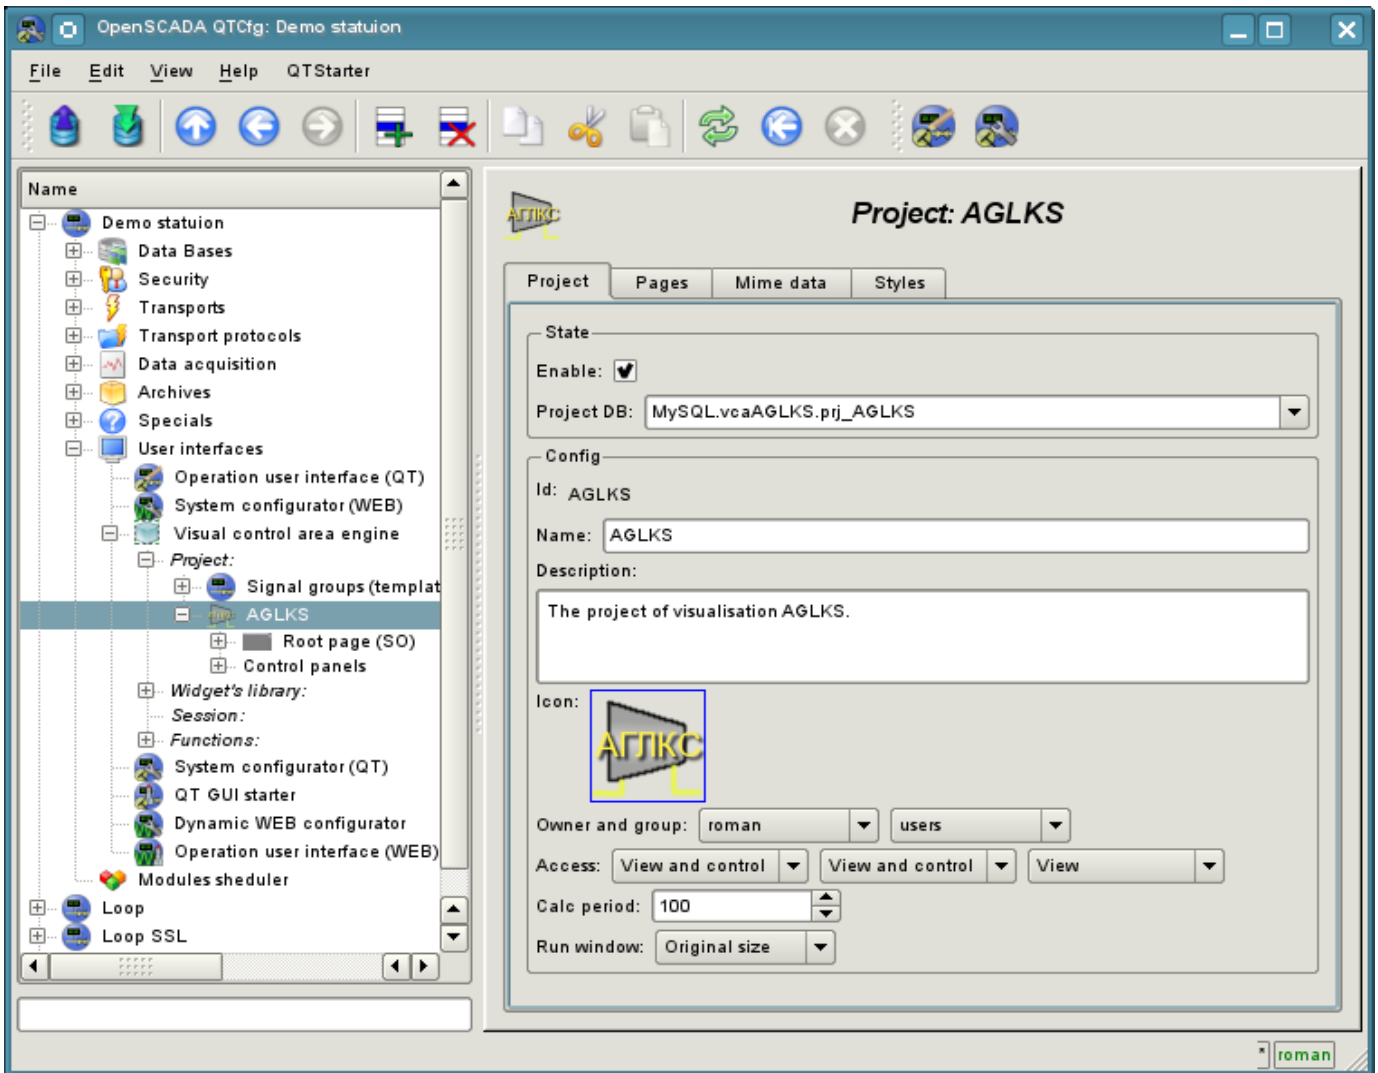 OpenSCADA QTCfg: Demo statuion
File Edit View Help QTStarter
Name
Demo statuion
Data Bases
Security
Transports
Transport protocols
Data acquisition
Archives
Specials
User interfaces
Operation user interface (QT)
System configurator (WEB)
Visual control area engine
Project:
Signal groups (templat
AGLKS
Root page (SO)
Control panels
Widget's library:
Session:
Functions:
System configurator (QT)
QT GUI starter
Dynamic WEB configurator
Operation user interface (WEB)
Modules sheduler
Loop
Loop SSL
АГЛКС
Project: AGLKS
Project Pages Mime data Styles
State
Enable:
Project DB: MySQL.vcaAGLKS.prj_AGLKS
Config
Id: AGLKS
Name: AGLKS
Description:
The project of visualisation AGLKS.
Icon: АГЛКС
Owner and group: roman users
Access: View and control View and control View
Calc period: 100
Run window: Original size
* roman